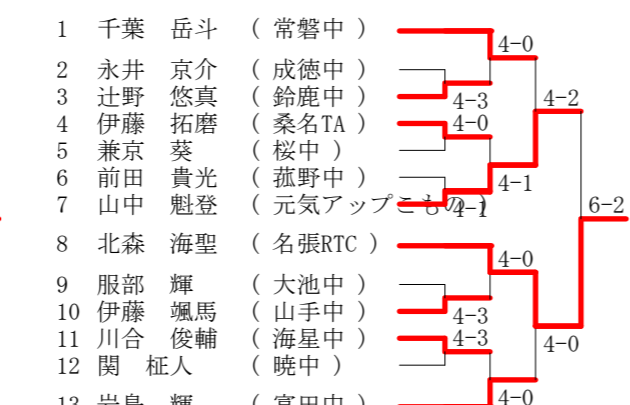 1 千葉 岳斗 ( 常磐中 )
4-0
2 永井 京介 ( 成徳中 )
3 辻野 悠真 ( 鈴鹿中 )
4-3
4-2
4 伊藤 拓磨 ( 桑名TA )
4-0
5 兼京 葵 ( 桜中 )
6 前田 貴光 ( 菰野中 )
4-1
7 山中 魁登 ( 元気アップこもの )
4-1
6-2
8 北森 海聖 ( 名張RTC )
4-0
9 服部 輝 ( 大池中 )
10 伊藤 颯馬 ( 山手中 )
4-3
11 川合 俊輔 ( 海星中 )
4-3
4-0
12 関 柾人 ( 暁中 )
4-0